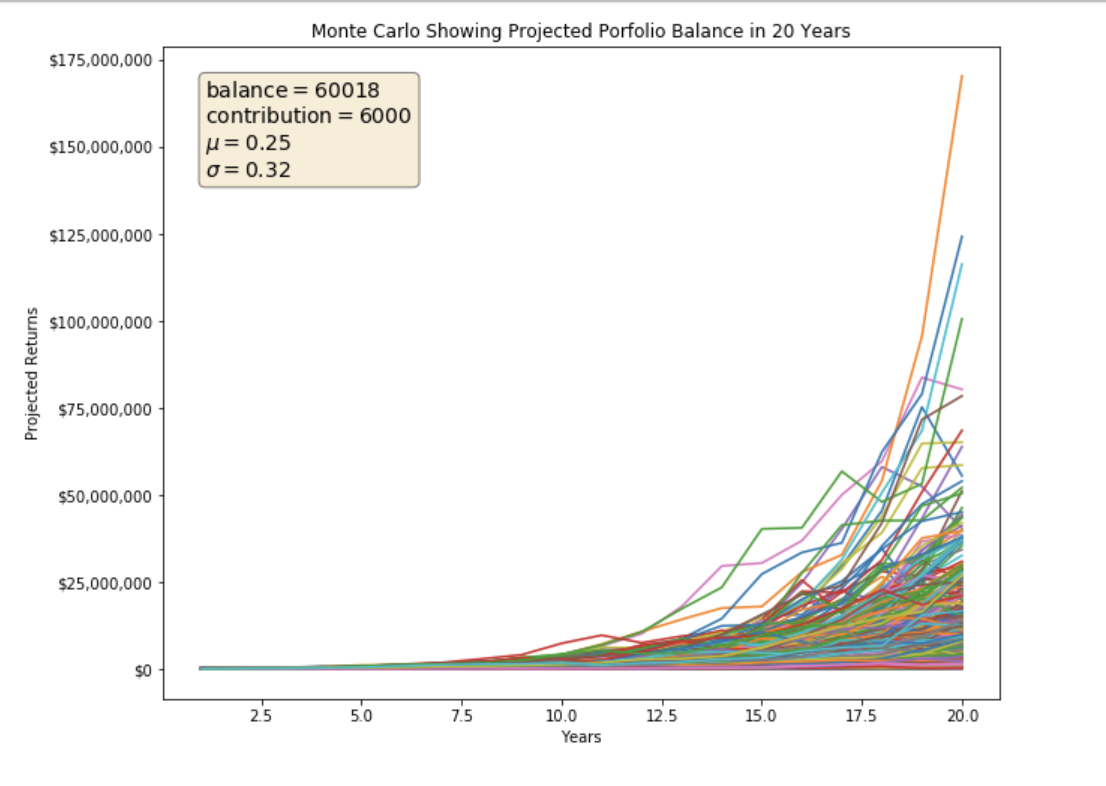 Monte Carlo Showing Projected Porfolio Balance in 20 Years
$175,000,000
$150,000,000
$125,000,000
$100,000,000
$75,000,000
$50,000,000
$25,000,000
$0
Projected Returns
balance = 60018
contribution = 6000
μ = 0.25
σ = 0.32
2.5 5.0 7.5 10.0 12.5 15.0 17.5 20.0
Years